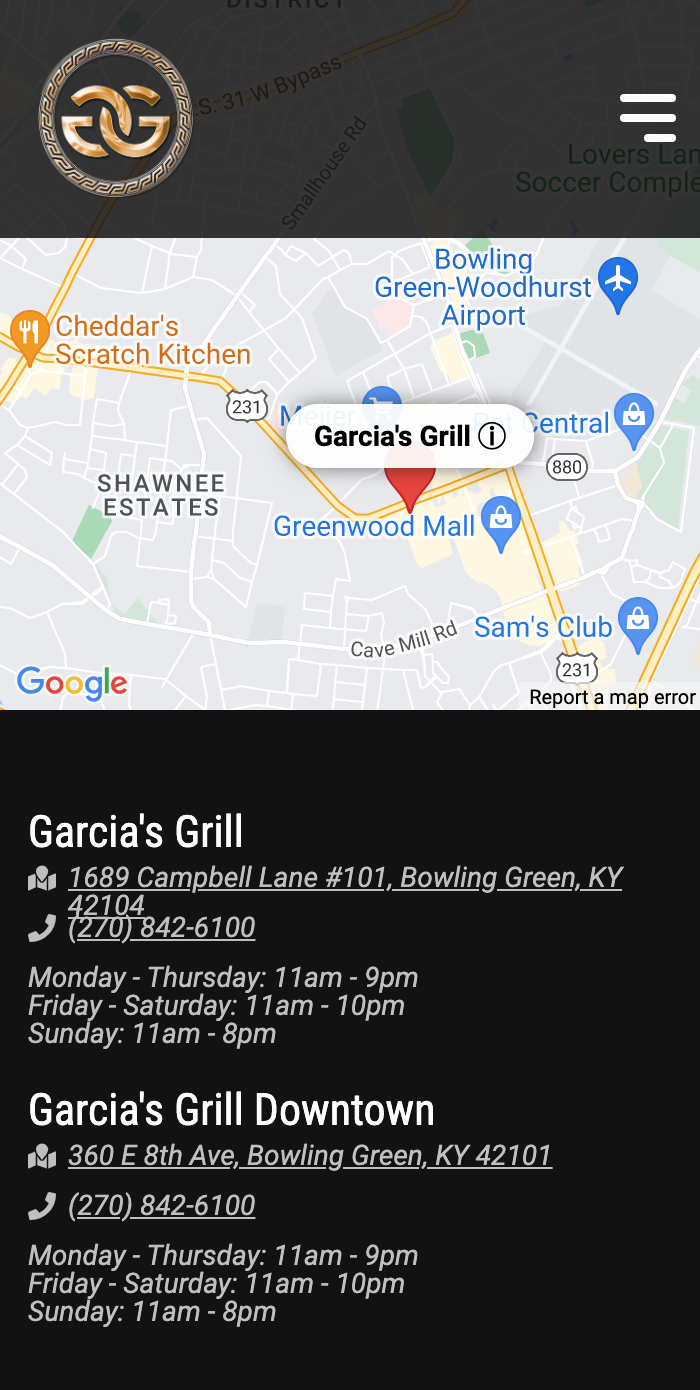 DISTRICT
U.S. 31-W Bypass
Smallhouse Rd
Lovers Lan
Soccer Comple
Bowling
Green-Woodhurst
Airport
Cheddar's
Scratch Kitchen
231
Meijer
Central
Garcia's Grill ⓘ
880
SHAWNEE
ESTATES
Greenwood Mall
Cave Mill Rd
Sam's Club
231
Google
Report a map error
Garcia's Grill
1689 Campbell Lane #101, Bowling Green, KY
42104
(270) 842-6100
Monday - Thursday: 11am - 9pm
Friday - Saturday: 11am - 10pm
Sunday: 11am - 8pm
Garcia's Grill Downtown
360 E 8th Ave, Bowling Green, KY 42101
(270) 842-6100
Monday - Thursday: 11am - 9pm
Friday - Saturday: 11am - 10pm
Sunday: 11am - 8pm